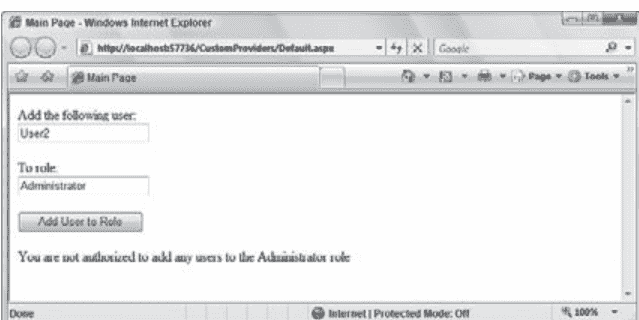 Main Page - Windows Internet Explorer
http://localhost:57736/CustomProviders/Default.aspx
Google
Main Page
Page
Tools
Add the following user:
User2
To role:
Administrator
Add User to Role
You are not authorized to add any users to the Administrator role
Done
Internet | Protected Mode: Off
100%